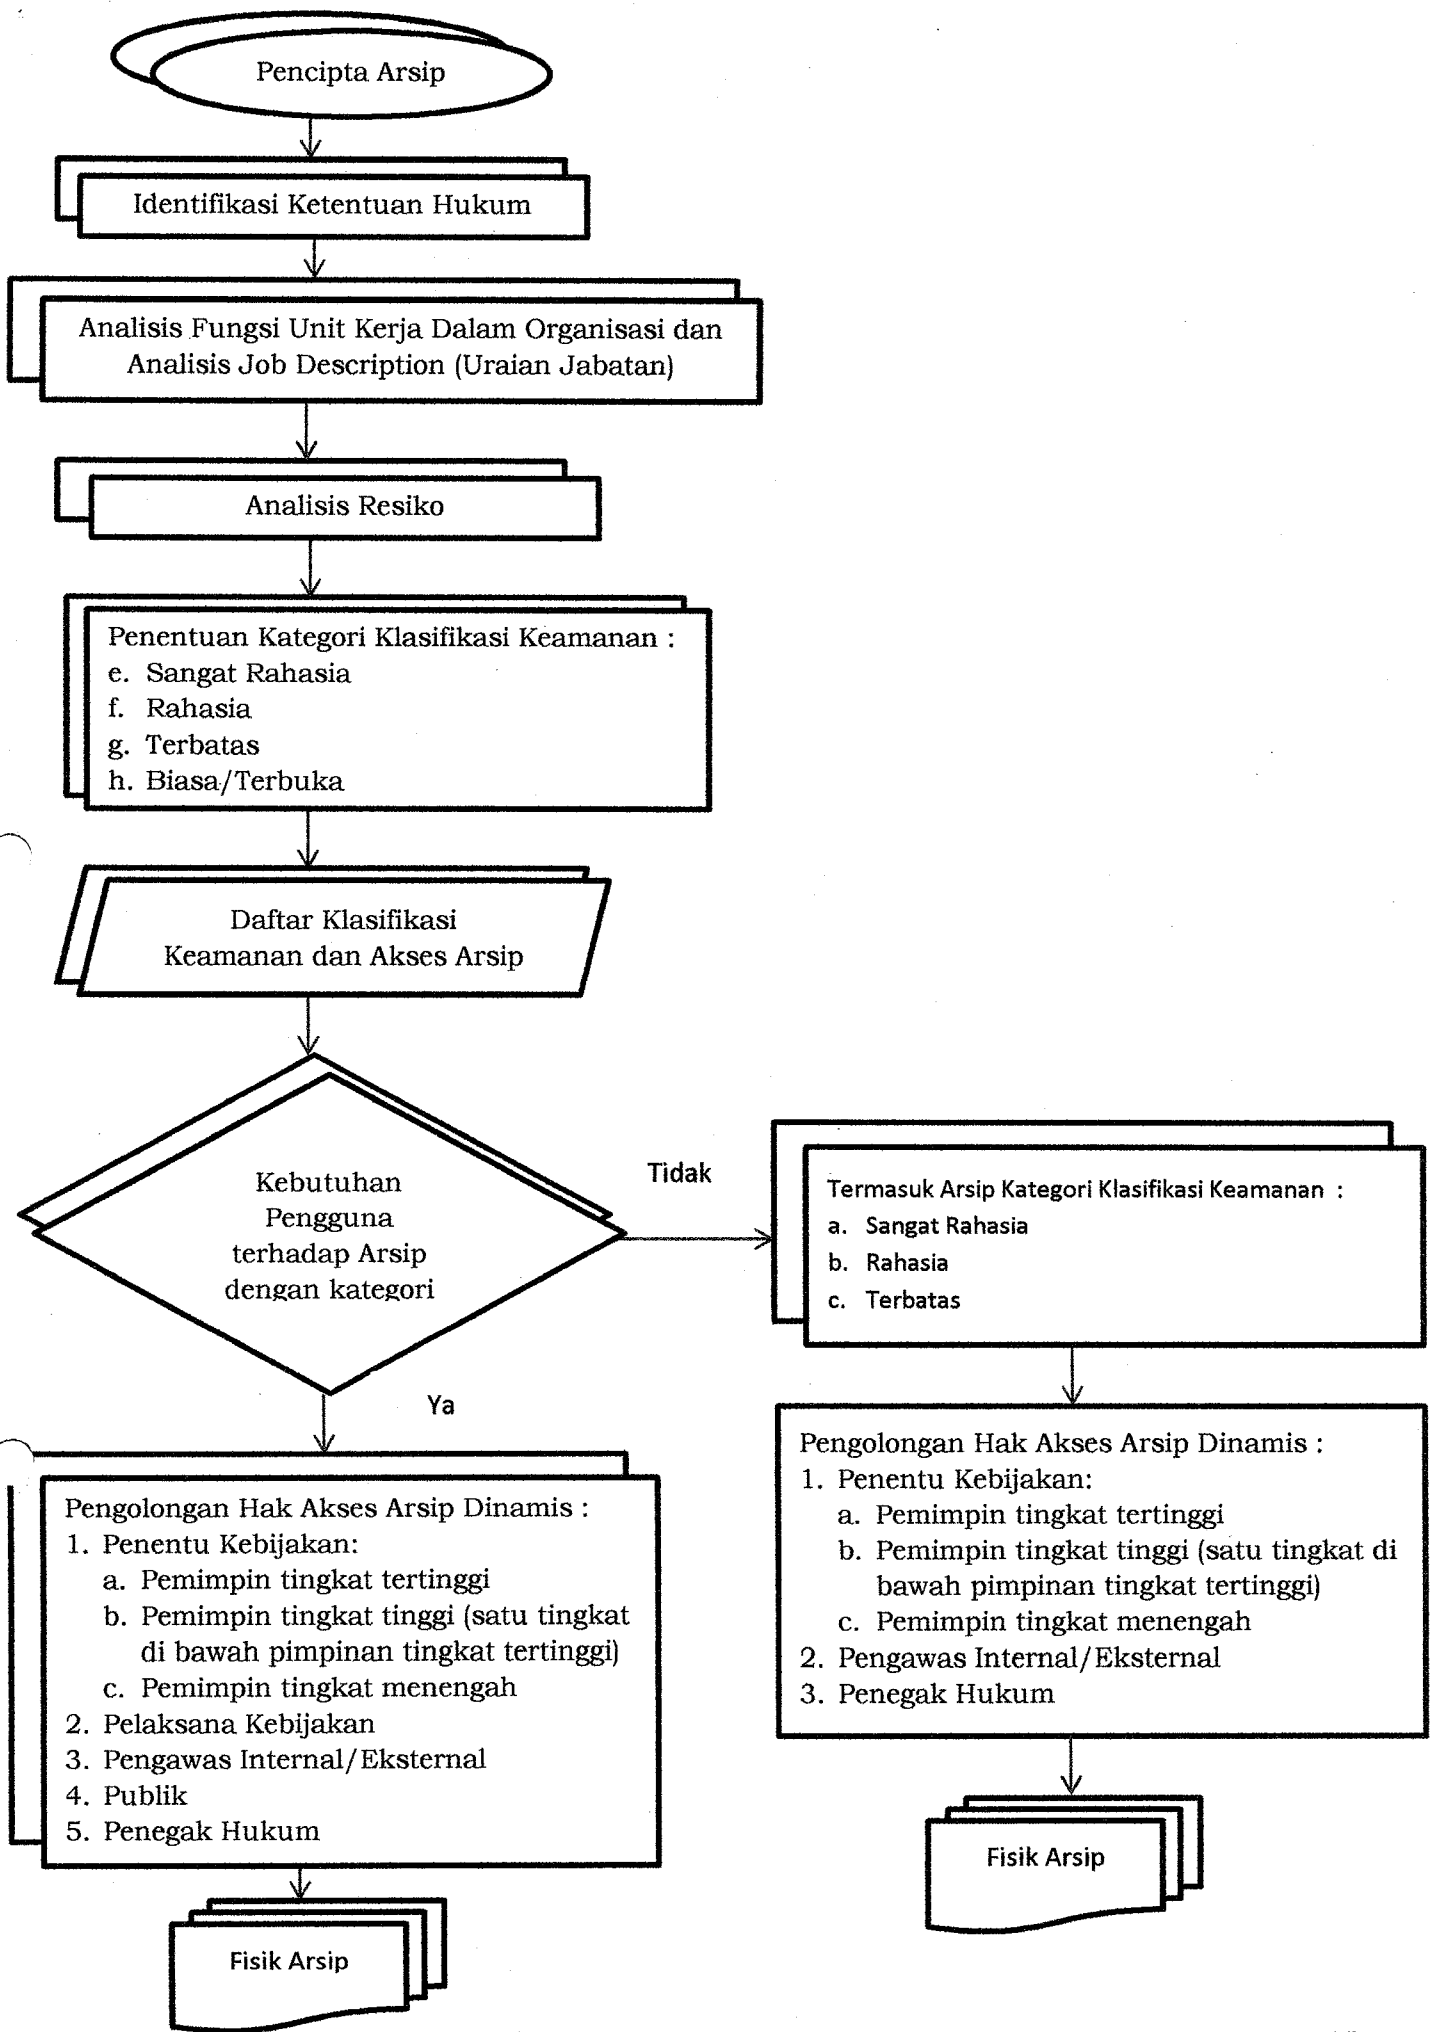 Pencipta Arsip
Identifikasi Ketentuan Hukum
Analisis Fungsi Unit Kerja Dalam Organisasi dan
Analisis Job Description (Uraian Jabatan)
Analisis Resiko
Penentuan Kategori Klasifikasi Keamanan :
e. Sangat Rahasia
f. Rahasia
g. Terbatas
h. Biasa/Terbuka
Daftar Klasifikasi
Keamanan dan Akses Arsip
Kebutuhan
Pengguna
terhadap Arsip
dengan kategori
Tidak
Termasuk Arsip Kategori Klasifikasi Keamanan :
a. Sangat Rahasia
b. Rahasia
c. Terbatas
Ya
Pengolongan Hak Akses Arsip Dinamis :
1. Penentu Kebijakan:
a. Pemimpin tingkat tertinggi
b. Pemimpin tingkat tinggi (satu tingkat
di bawah pimpinan tingkat tertinggi)
c. Pemimpin tingkat menengah
2. Pelaksana Kebijakan
3. Pengawas Internal/Eksternal
4. Publik
5. Penegak Hukum
Fisik Arsip
Pengolongan Hak Akses Arsip Dinamis :
1. Penentu Kebijakan:
a. Pemimpin tingkat tertinggi
b. Pemimpin tingkat tinggi (satu tingkat di
bawah pimpinan tingkat tertinggi)
c. Pemimpin tingkat menengah
2. Pengawas Internal/Eksternal
3. Penegak Hukum
Fisik Arsip